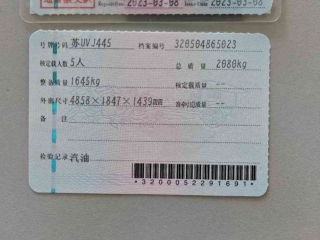 2023-03-08 2023-03-08
号牌号码 苏UVJ445 档案编号 320504865023
核定载人数 5人 总质量 2080kg
整备质量 1645kg 核定载质量 --
外廓尺寸 4858×1847×1439mm 准牵引总质量 --
备注
检验记录 汽油
*3200052291691*